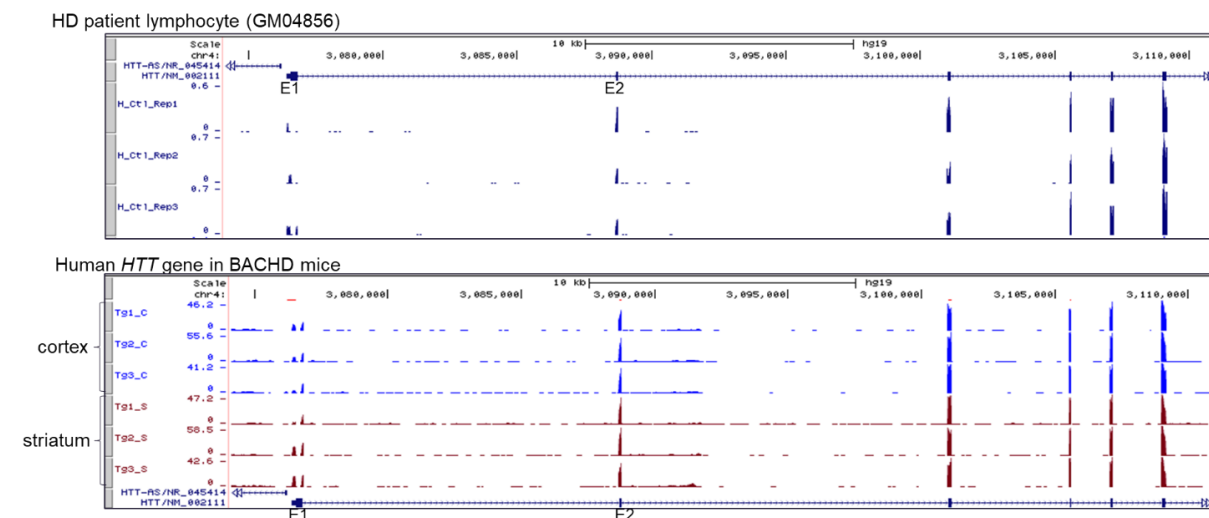 HD patient lymphocyte (GM04856)
Scale 10 kb hg19
chr4: 3,080,000 3,085,000 3,090,000 3,095,000 3,100,000 3,105,000 3,110,000
HTT-AS/NR_045414
HTT/NM_002111
E1 E2
0.6
H_Ctl_Rep1
0
0.7
H_Ctl_Rep2
0
0.7
H_Ctl_Rep3
0
Human HTT gene in BACHD mice
Scale 10 kb hg19
chr4: 3,080,000 3,085,000 3,090,000 3,095,000 3,100,000 3,105,000 3,110,000
46.2
Tg1_C
0
55.6
cortex Tg2_C
0
41.2
Tg3_C
0
47.2
Tg1_S
0
58.5
striatum Tg2_S
0
42.6
Tg3_S
0
HTT-AS/NR_045414
HTT/NM_002111
E1 E2